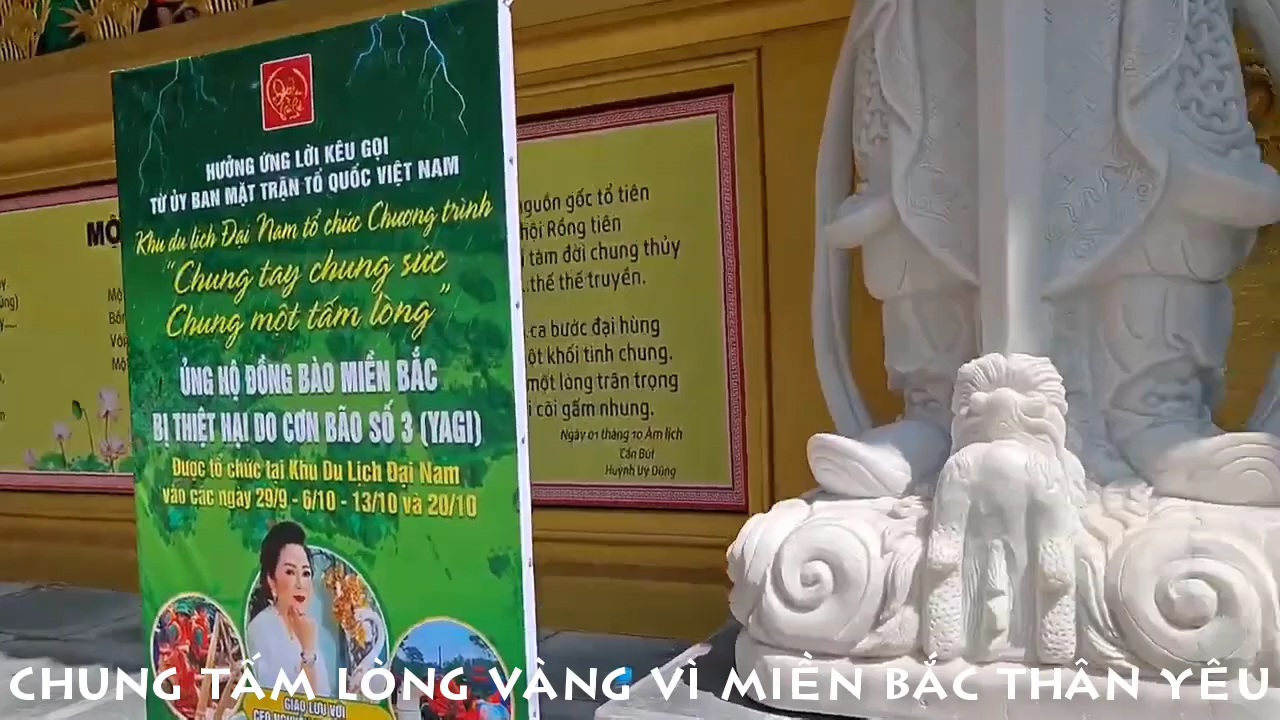 HƯỞNG ỨNG LỜI KÊU GỌI
TỪ ỦY BAN MẶT TRẬN TỔ QUỐC VIỆT NAM
Khu du lịch Đại Nam tổ chức Chương trình
"Chung tay chung sức
Chung một tấm lòng"
ỦNG HỘ ĐỒNG BÀO MIỀN BẮC
BỊ THIỆT HẠI DO CƠN BÃO SỐ 3 (YAGI)
Được tổ chức tại Khu Du Lịch Đại Nam
vào các ngày 29/9 - 6/10 - 13/10 và 20/10
GIAO LƯU VỚI
nguồn gốc tổ tiên
hội Rồng tiên
tâm đời chung thủy
thế thế truyền.
ca bước đại hùng
một khối tình chung.
một lòng trân trọng
cõi gấm nhung.
Ngày 01 tháng 10 Âm lịch
Cẩn Bút
Huỳnh Uy Dũng
CHUNG TẤM LÒNG VÀNG VÌ MIỀN BẮC THÂN YÊU